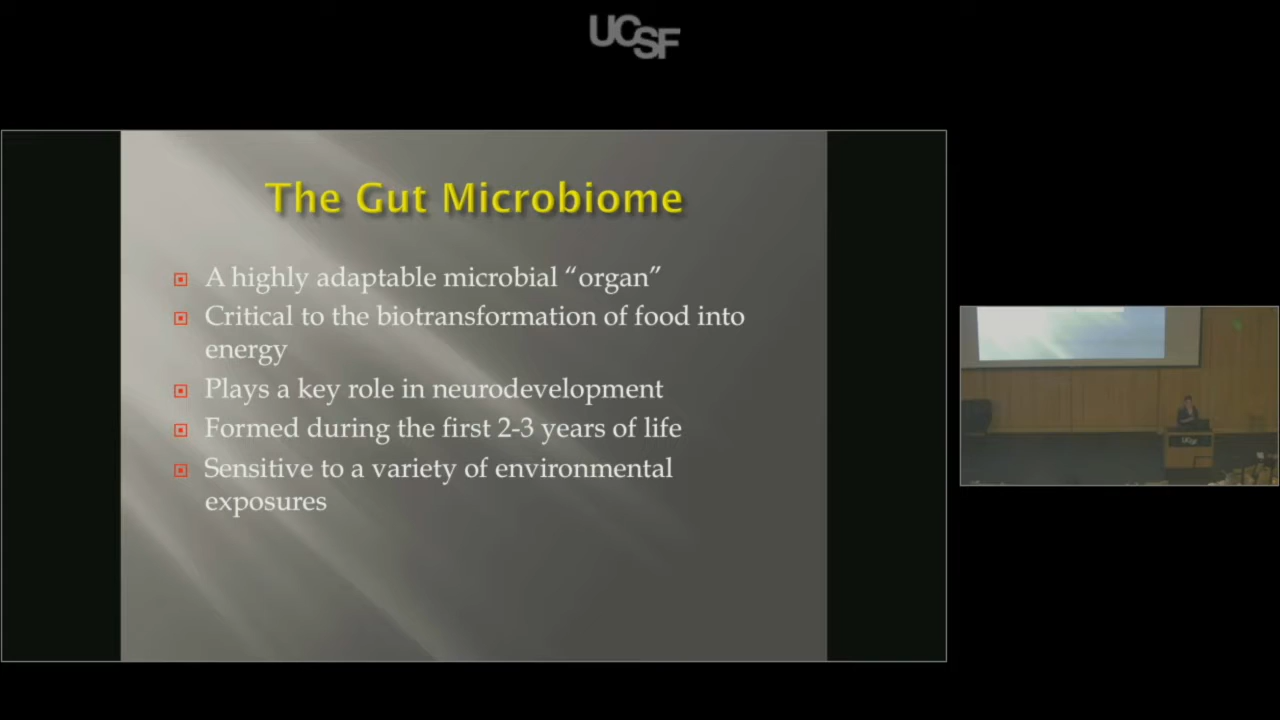 UCSF
The Gut Microbiome
A highly adaptable microbial “organ”
Critical to the biotransformation of food into
energy
Plays a key role in neurodevelopment
Formed during the first 2-3 years of life
Sensitive to a variety of environmental
exposures
UCSF